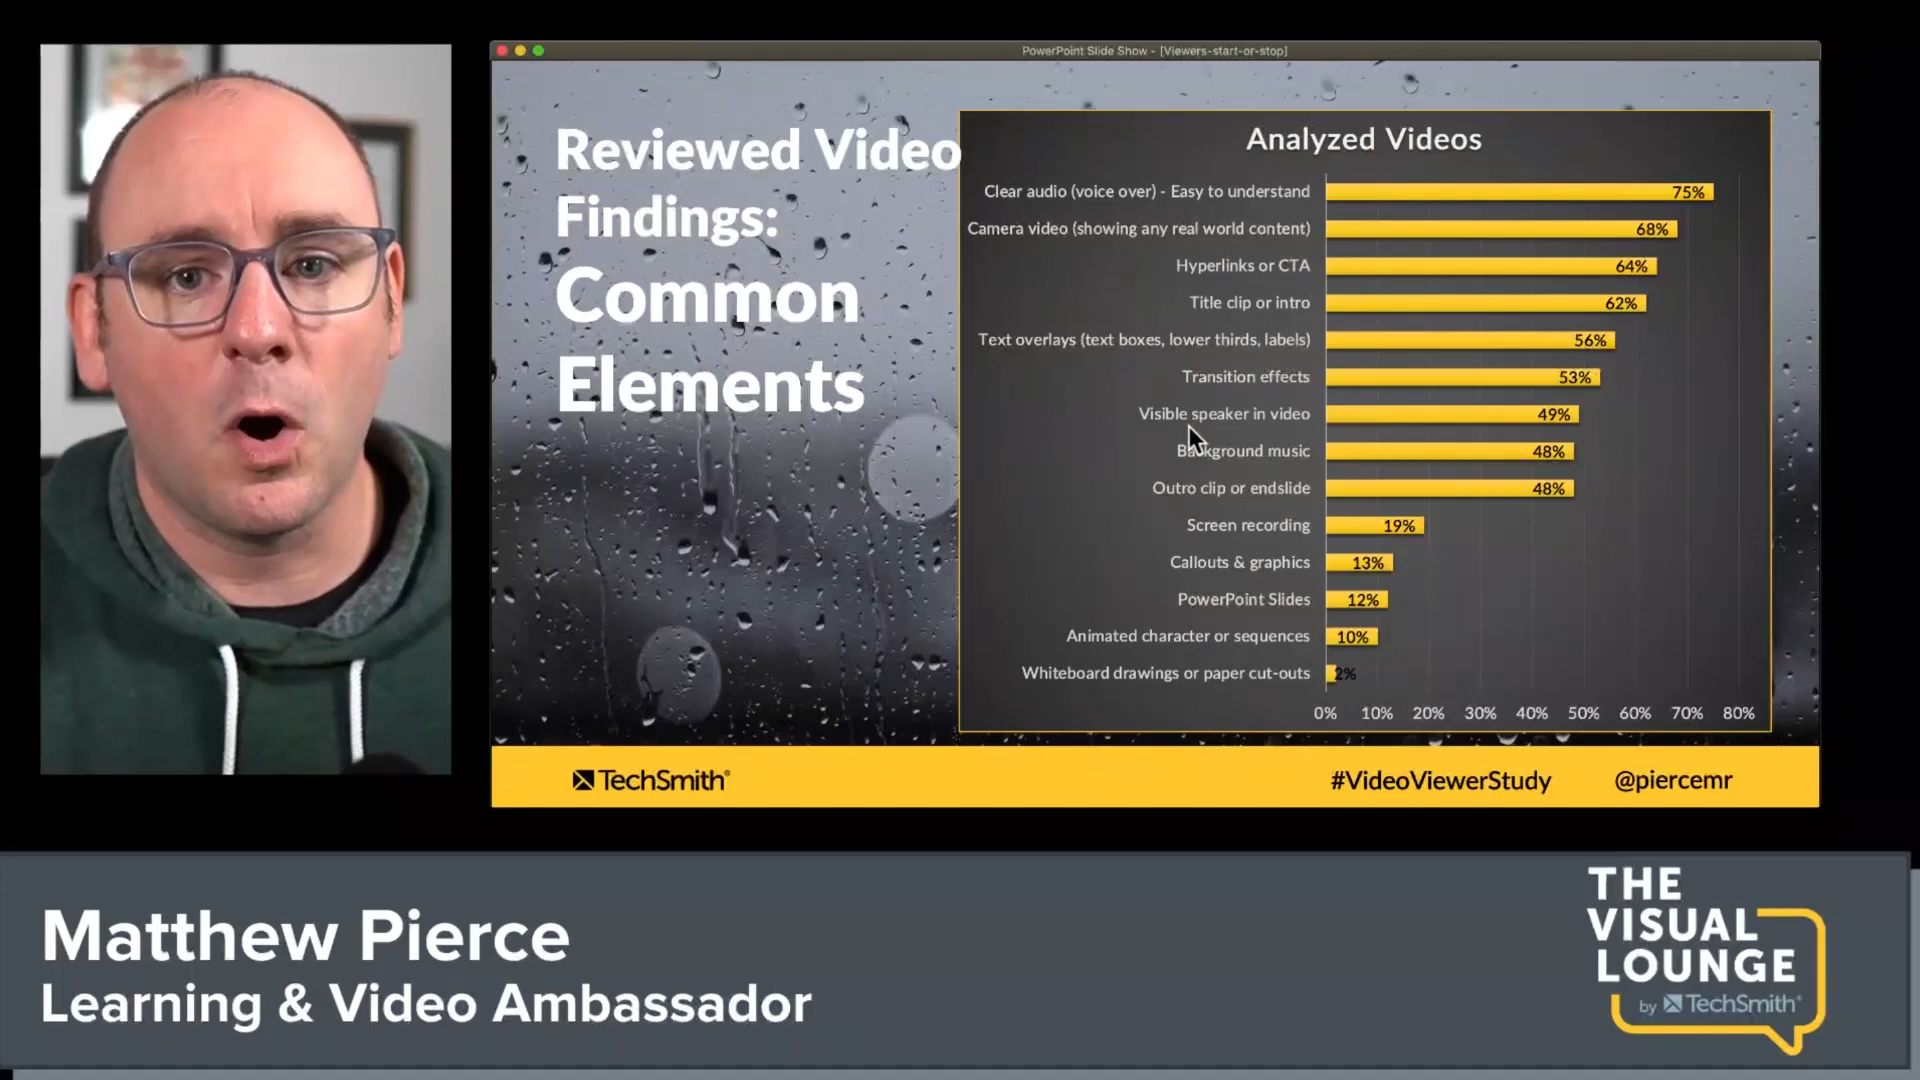 PowerPoint Slide Show - [Viewers-start-or-stop]
Reviewed Video
Findings:
Common
Elements
Analyzed Videos
Clear audio (voice over) - Easy to understand 75%
Camera video (showing any real world content) 68%
Hyperlinks or CTA 64%
Title clip or intro 62%
Text overlays (text boxes, lower thirds, labels) 56%
Transition effects 53%
Visible speaker in video 49%
Background music 48%
Outro clip or endslide 48%
Screen recording 19%
Callouts & graphics 13%
PowerPoint Slides 12%
Animated character or sequences 10%
Whiteboard drawings or paper cut-outs 2%
0% 10% 20% 30% 40% 50% 60% 70% 80%
TechSmith®
#VideoViewerStudy
@piercemr
Matthew Pierce
Learning & Video Ambassador
THE
VISUAL
LOUNGE
by TechSmith®